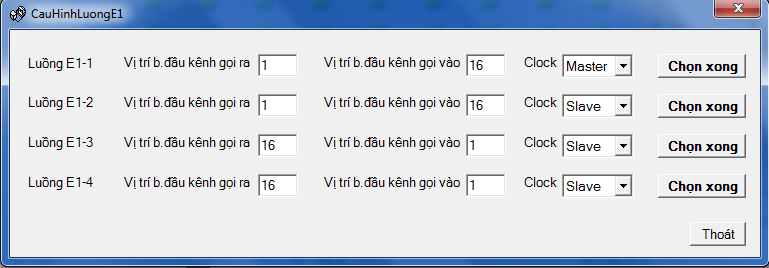 CauHinhLuongE1
Luồng E1-1 Vị trí b.đầu kênh gọi ra 1 Vị trí b.đầu kênh gọi vào 16 Clock Master Chọn xong
Luồng E1-2 Vị trí b.đầu kênh gọi ra 1 Vị trí b.đầu kênh gọi vào 16 Clock Slave Chọn xong
Luồng E1-3 Vị trí b.đầu kênh gọi ra 16 Vị trí b.đầu kênh gọi vào 1 Clock Slave Chọn xong
Luồng E1-4 Vị trí b.đầu kênh gọi ra 16 Vị trí b.đầu kênh gọi vào 1 Clock Slave Chọn xong
Thoát